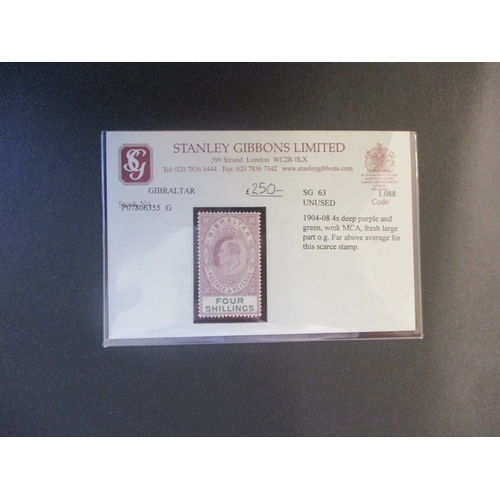 SG
STANLEY GIBBONS LIMITED
399 Strand London WC2R 0LX
Tel: 020 7836 8444 Fax: 020 7836 7342 www.stanleygibbons.com
GIBRALTAR £ 250— SG 63 1.088
Stock No. UNUSED Code
P07806355 G
1904-08 4s deep purple and
green, wmk MCA, fresh large
part o.g. Far above average for
this scarce stamp.
GIBRALTAR
POSTAGE & REVENUE
FOUR
SHILLINGS